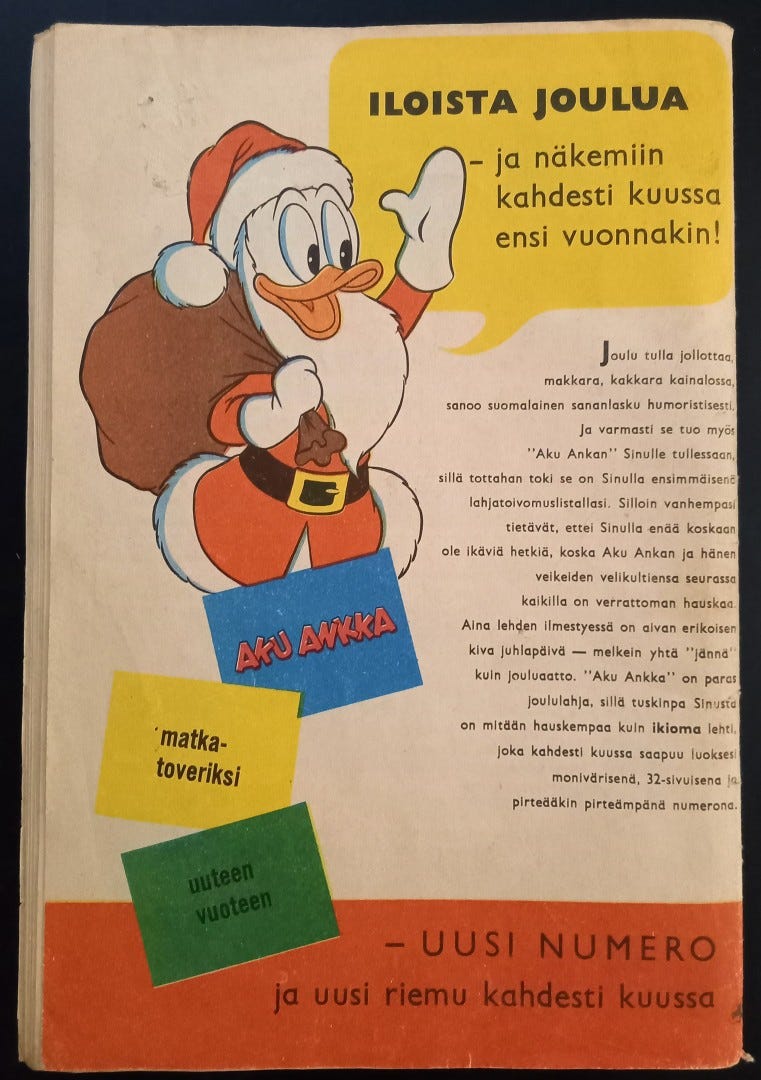 ILOISTA JOULUA
– ja näkemiin
kahdesti kuussa
ensi vuonnakin!
Joulu tulla jollottaa,
makkara, kakkara kainalossa,
sanoo suomalainen sananlasku humoristisesti.
Ja varmasti se tuo myös
"Aku Ankan" Sinulle tullessaan,
sillä tottahan toki se on Sinulla ensimmäisenä
lahjatoivomuslistallasi. Silloin vanhempasi
tietävät, ettei Sinulla enää koskaan
ole ikäviä hetkiä, koska Aku Ankan ja hänen
veikeiden velikultiensa seurassa
kaikilla on verrattoman hauskaa.
Aina lehden ilmestyessä on aivan erikoisen
kiva juhlapäivä — melkein yhtä "jännä"
kuin jouluaatto. "Aku Ankka" on paras
joululahja, sillä tuskinpa Sinusta
on mitään hauskempaa kuin ikioma lehti,
joka kahdesti kuussa saapuu luoksesi
monivärisenä, 32-sivuisena ja
pirteääkin pirteämpänä numerona.
AKU ANKKA
matka-
toveriksi
uuteen
vuoteen
– UUSI NUMERO
ja uusi riemu kahdesti kuussa